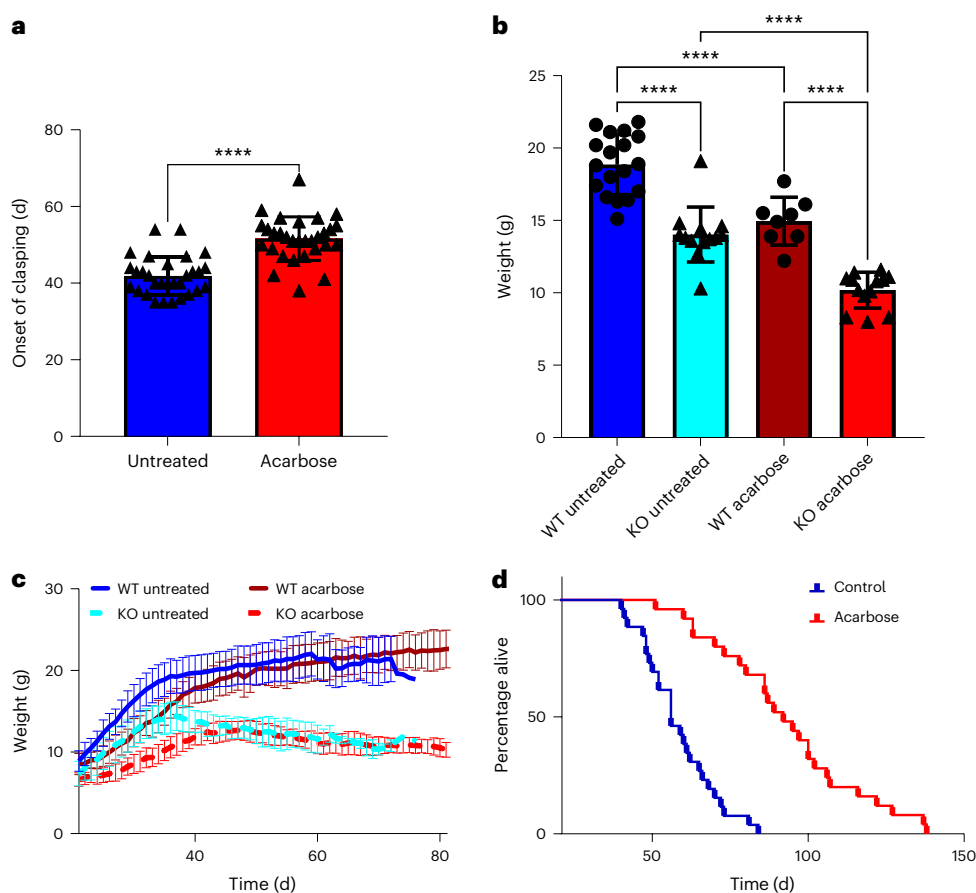 a
80
60
40
20
0
Onset of clasping (d)
****
Untreated
Acarbose
b
25
20
15
10
5
0
Weight (g)
****
****
****
****
WT untreated
KO untreated
WT acarbose
KO acarbose
c
30
20
10
0
Weight (g)
WT untreated
WT acarbose
KO untreated
KO acarbose
40
60
80
Time (d)
d
100
50
0
Percentage alive
Control
Acarbose
50
100
150
Time (d)